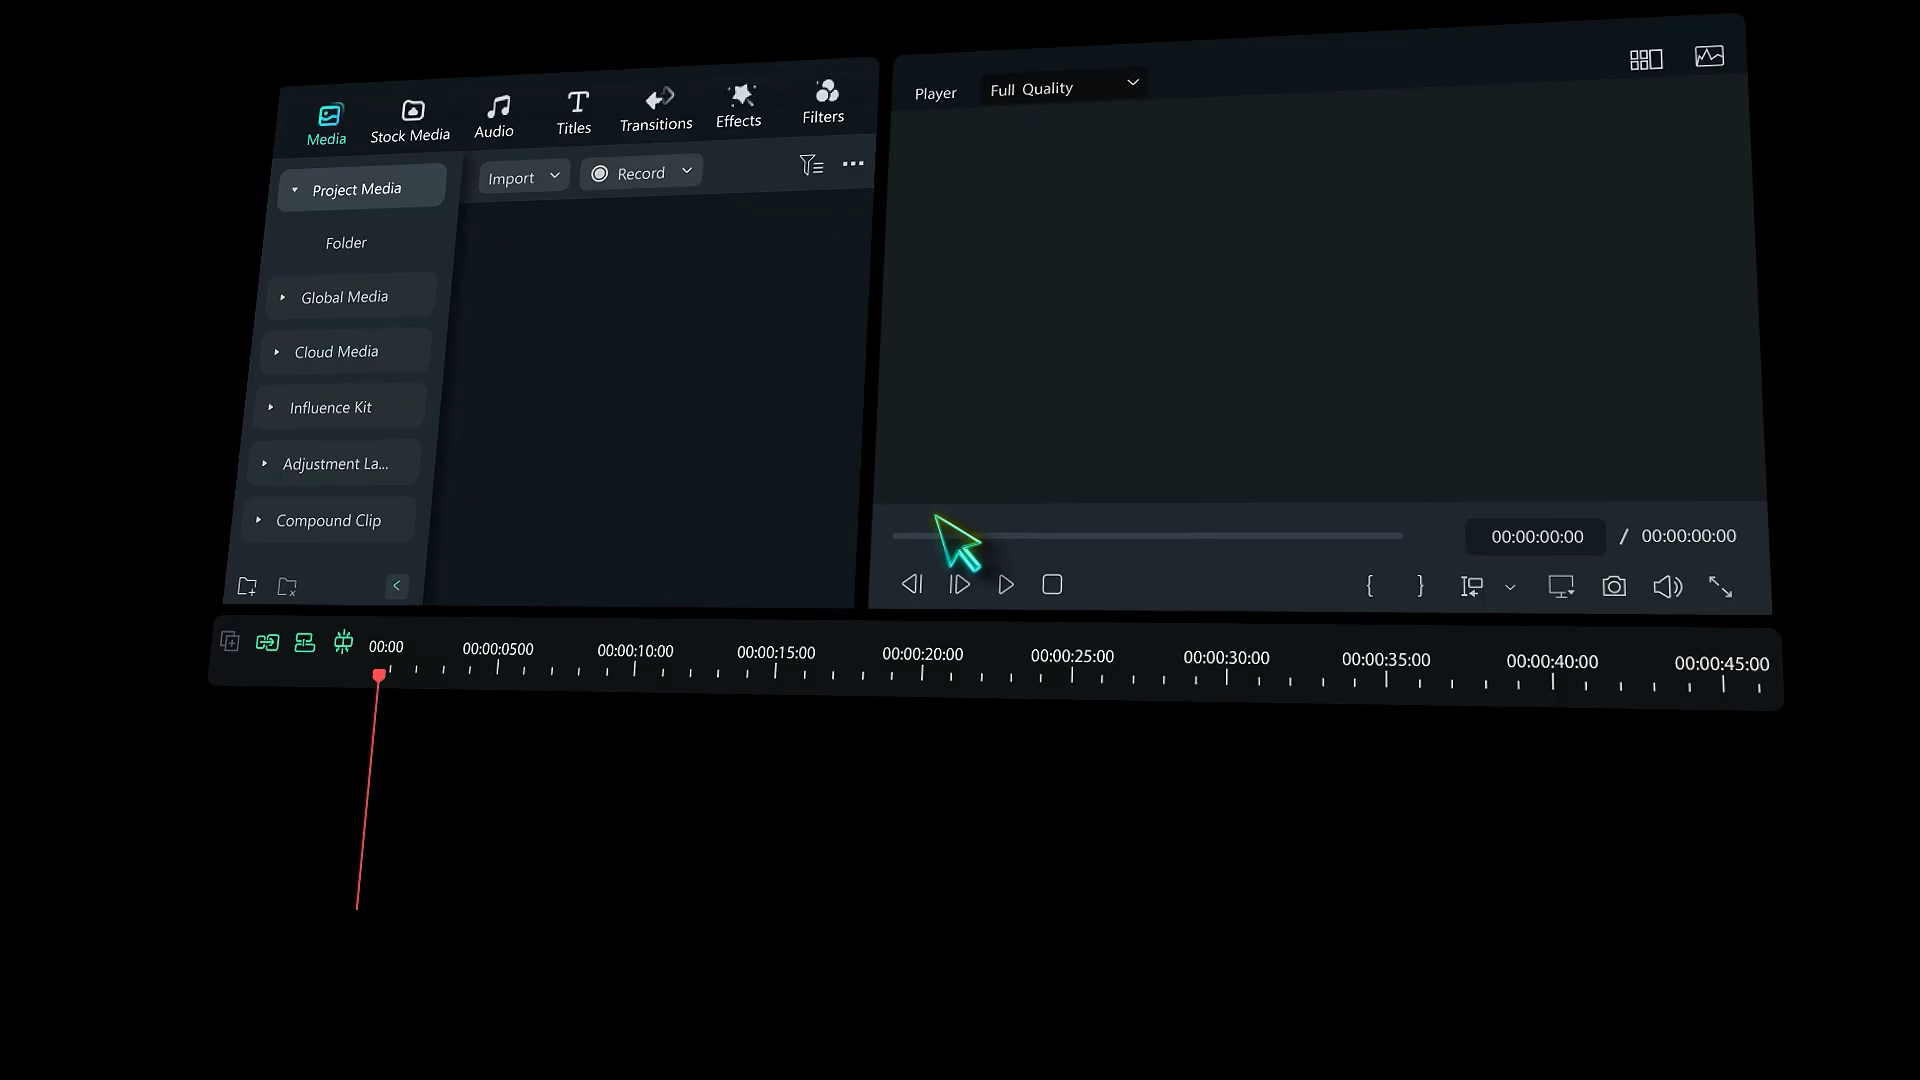 Media
Stock Media
Audio
Titles
Transitions
Effects
Filters
Import
Record
Project Media
Folder
Global Media
Cloud Media
Influence Kit
Adjustment La...
Compound Clip
Player
Full Quality
00:00:00:00 / 00:00:00:00
00:00
00:00:0500
00:00:10:00
00:00:15:00
00:00:20:00
00:00:25:00
00:00:30:00
00:00:35:00
00:00:40:00
00:00:45:00